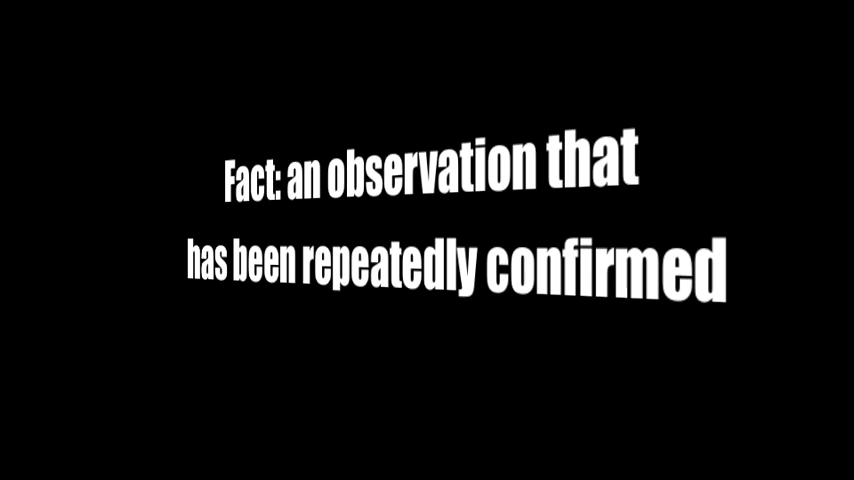 Fact: an observation that
has been repeatedly confirmed